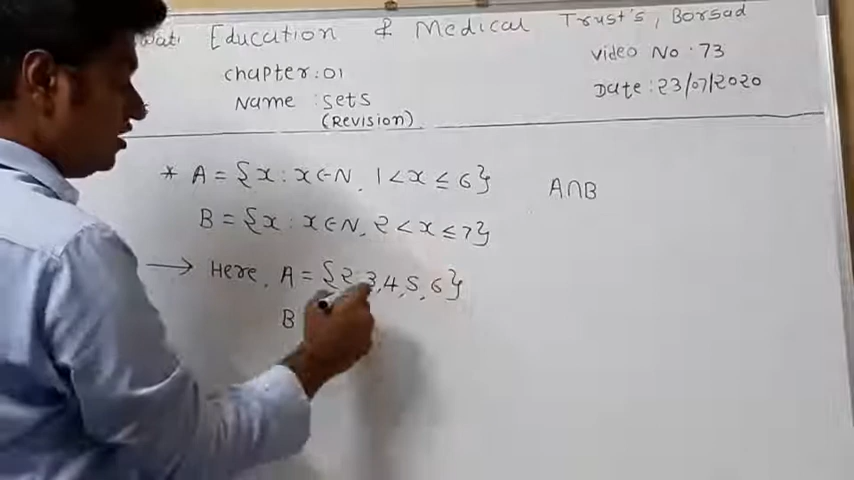 Education & Medical Trust's, Borsad
chapter : 01
video No : 73
Name : sets
Date : 23/07/2020
(Revision)
* A = {x : x ∈ N, 1 < x ≤ 6}
A∩B
B = {x : x ∈ N, 2 < x ≤ 7}
→ Here, A = {2,3,4,5,6}
B